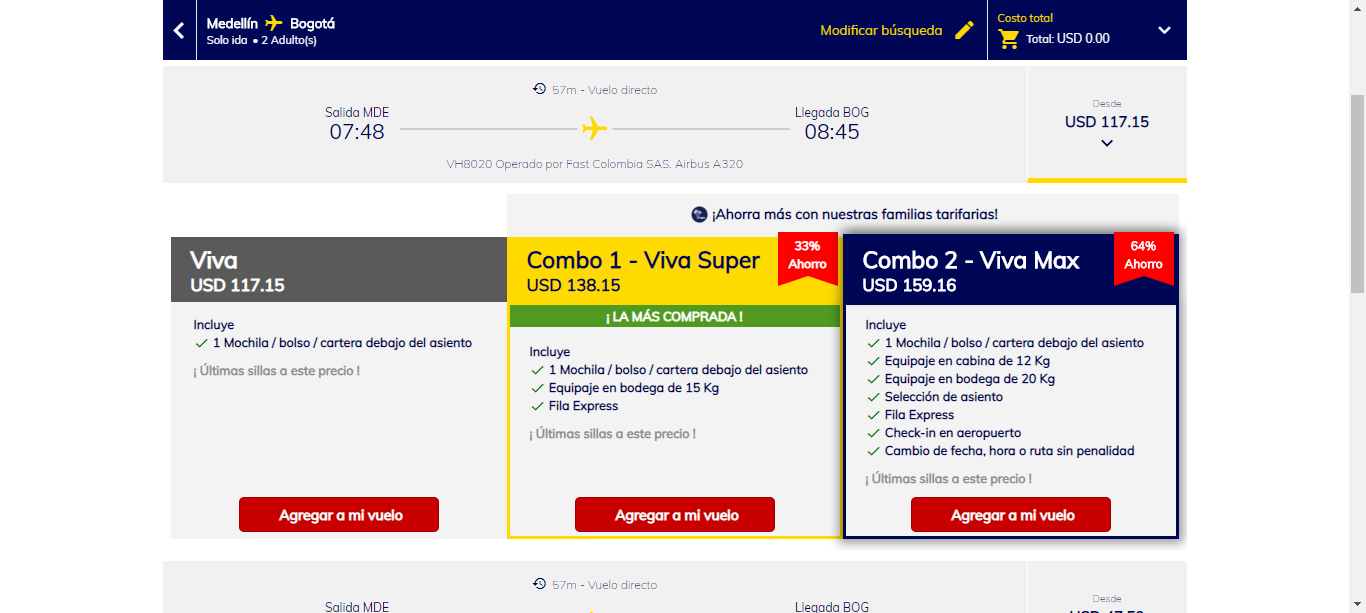 Medellín Bogotá
Solo ida • 2 Adulto(s)
Modificar búsqueda
Costo total
Total: USD 0.00
57m - Vuelo directo
Salida MDE
07:48
Llegada BOG
08:45
VH8020 Operado por Fast Colombia SAS. Airbus A320
Desde
USD 117.15
¡Ahorra más con nuestras familias tarifarias!
Viva
USD 117.15
Incluye
1 Mochila / bolso / cartera debajo del asiento
¡ Últimas sillas a este precio !
Agregar a mi vuelo
Combo 1 - Viva Super
USD 138.15
33%
Ahorro
¡ LA MÁS COMPRADA !
Incluye
1 Mochila / bolso / cartera debajo del asiento
Equipaje en bodega de 15 Kg
Fila Express
¡ Últimas sillas a este precio !
Agregar a mi vuelo
Combo 2 - Viva Max
USD 159.16
64%
Ahorro
Incluye
1 Mochila / bolso / cartera debajo del asiento
Equipaje en cabina de 12 Kg
Equipaje en bodega de 20 Kg
Selección de asiento
Fila Express
Check-in en aeropuerto
Cambio de fecha, hora o ruta sin penalidad
¡ Últimas sillas a este precio !
Agregar a mi vuelo
57m - Vuelo directo
Salida MDE
Llegada BOG
Desde